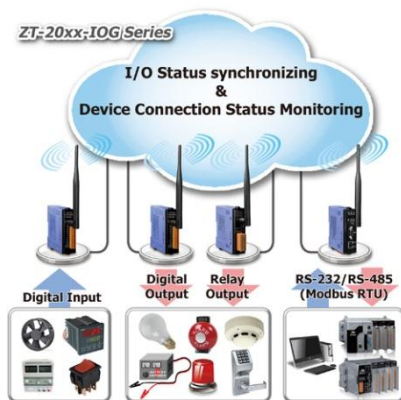 ZT-20xx-IOG Series
I/O Status synchronizing
&
Device Connection Status Monitoring
Digital Input
Digital
Output
Relay
Output
RS-232/RS-485
(Modbus RTU)